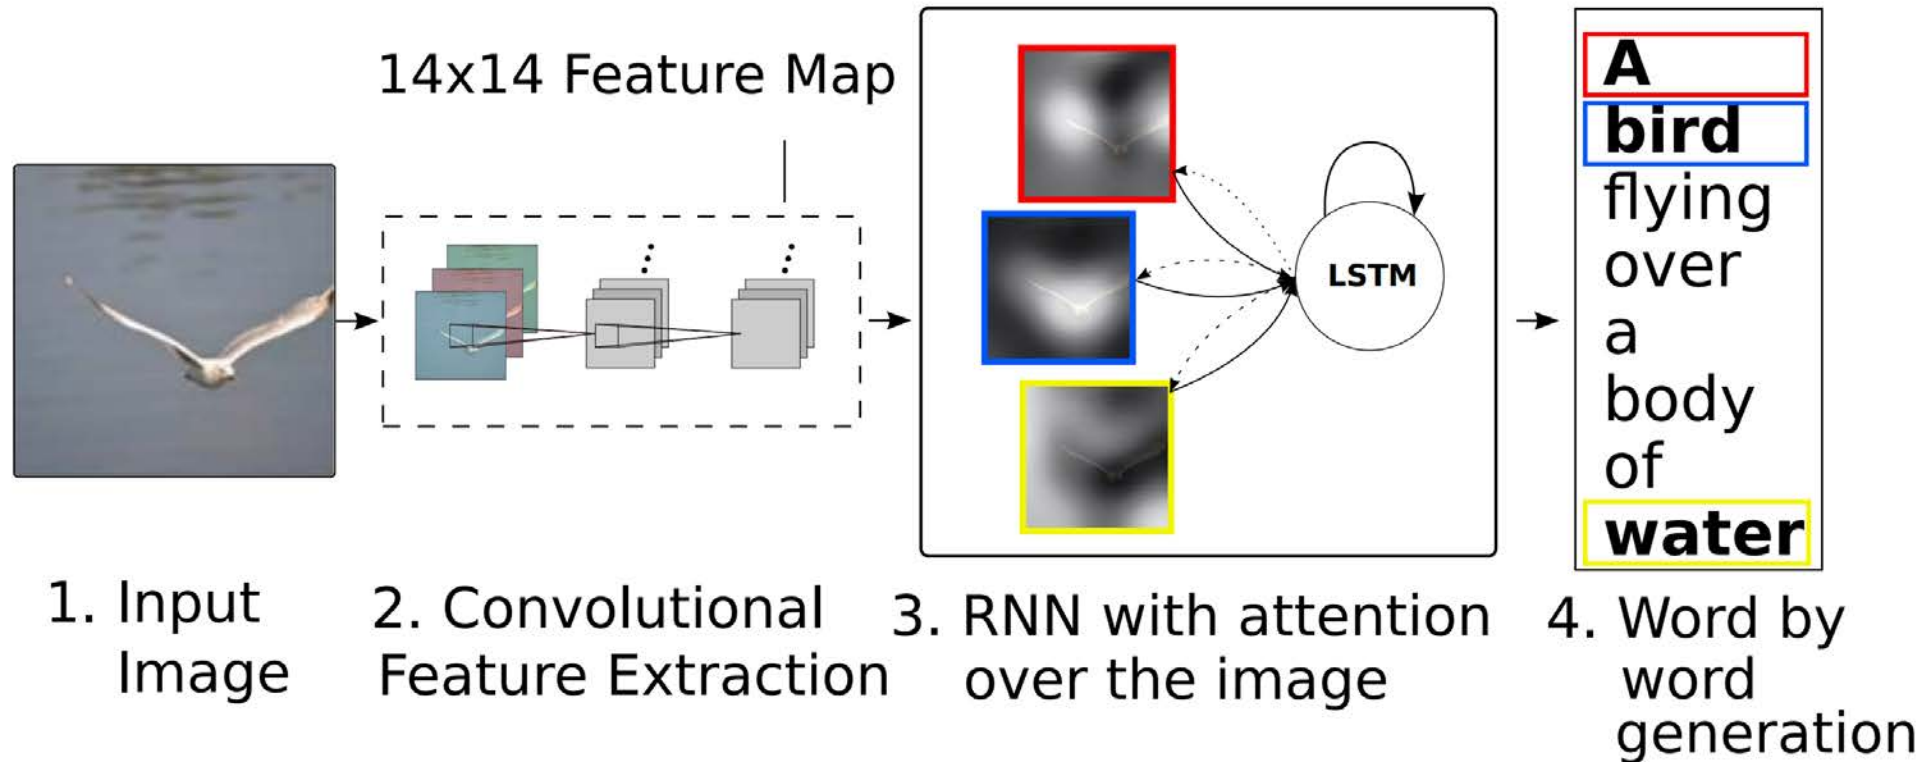 14x14 Feature Map
LSTM
A
bird
flying
over
a
body
of
water
1. Input
Image
2. Convolutional
Feature Extraction
3. RNN with attention
over the image
4. Word by
word
generation